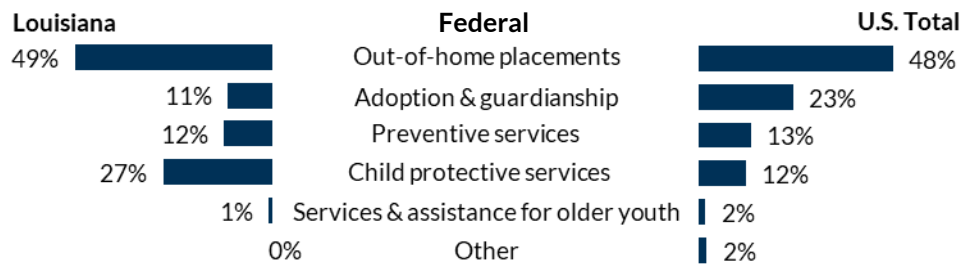 Louisiana Federal U.S. Total
49% Out-of-home placements 48%
11% Adoption & guardianship 23%
12% Preventive services 13%
27% Child protective services 12%
1% Services & assistance for older youth 2%
0% Other 2%